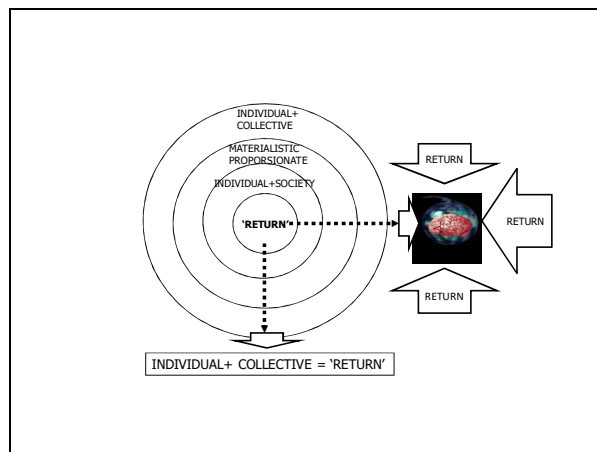 INDIVIDUAL+
COLLECTIVE
MATERIALISTIC
PROPORSIONATE
INDIVIDUAL+SOCIETY
‘RETURN’
RETURN
RETURN
RETURN
INDIVIDUAL+ COLLECTIVE = ‘RETURN’